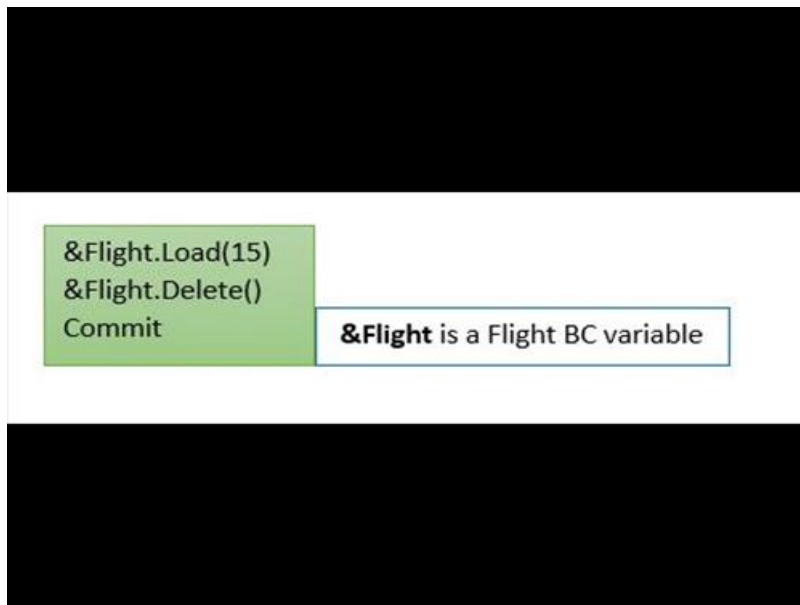 &Flight.Load(15)
&Flight.Delete()
Commit
&Flight is a Flight BC variable